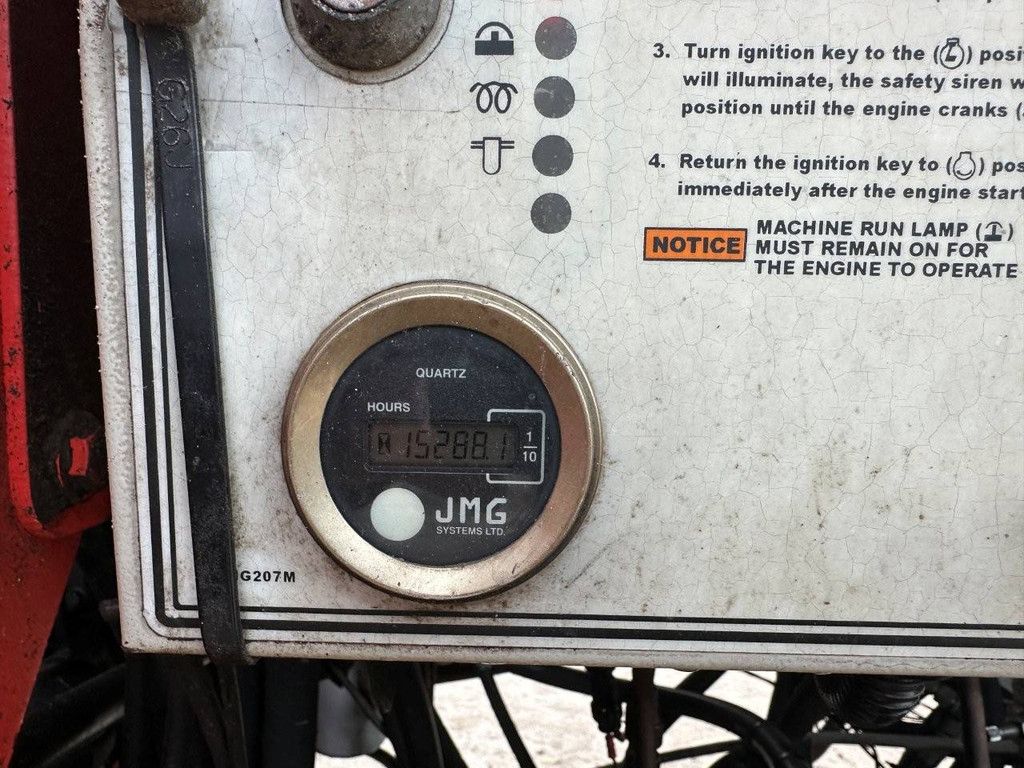 G26J
3. Turn ignition key to the
will illuminate, the safety siren
position until the engine cranks
4. Return the ignition key to
immediately after the engine
NOTICE
MACHINE RUN LAMP
MUST REMAIN ON FOR
THE ENGINE TO OPERATE
QUARTZ
HOURS
15288.1
1
10
JMG
SYSTEMS LTD.
G207M